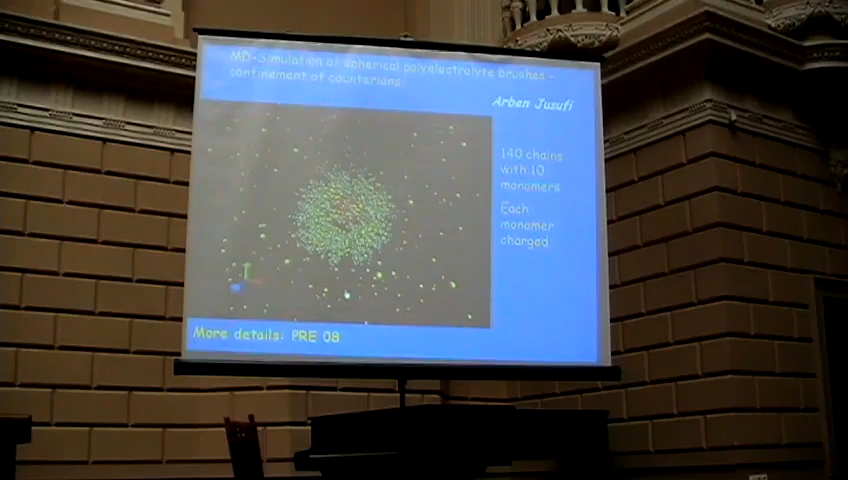 MD-Simulation of spherical polyelectrolyte brushes -
confinement of counterions
Arben Jusufi
140 chains
with 10
monomers
Each
monomer
charged
More details: PRE 08